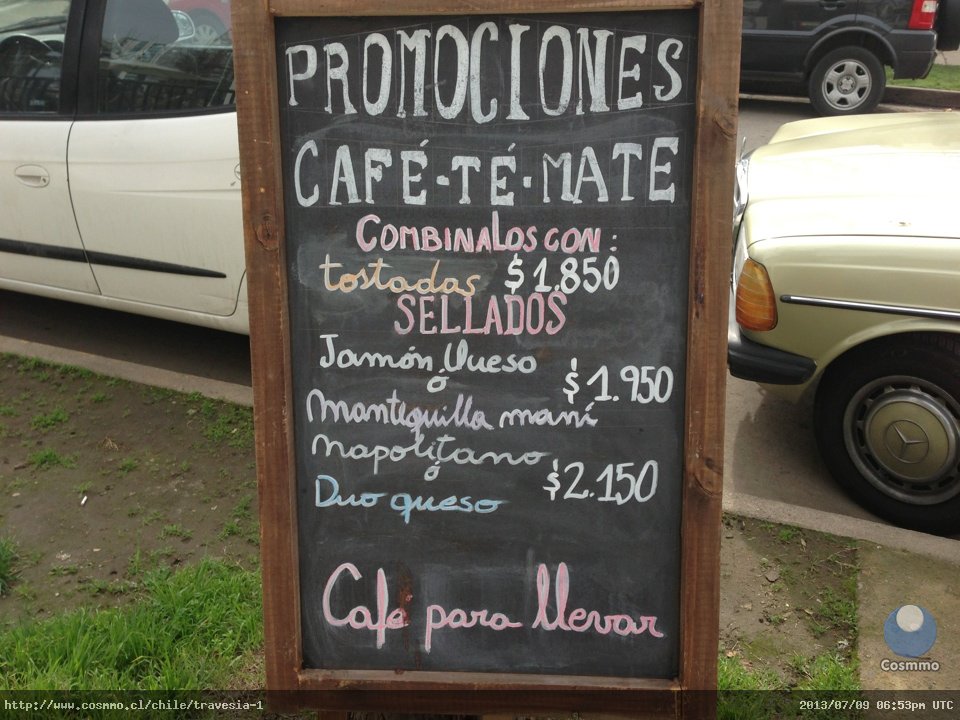 PROMOCIONES
CAFÉ-TÉ-MATE
COMBINALOS CON:
tostadas $1.850
SELLADOS
Jamón Queso
ó
$1.950
Mantequilla maní
Napolitano
ó
$2.150
Duo queso
Cafe para llevar
Cosmmo
http://www.cosmmo.cl/chile/travesia-1 2013/07/09 06:53pm UTC